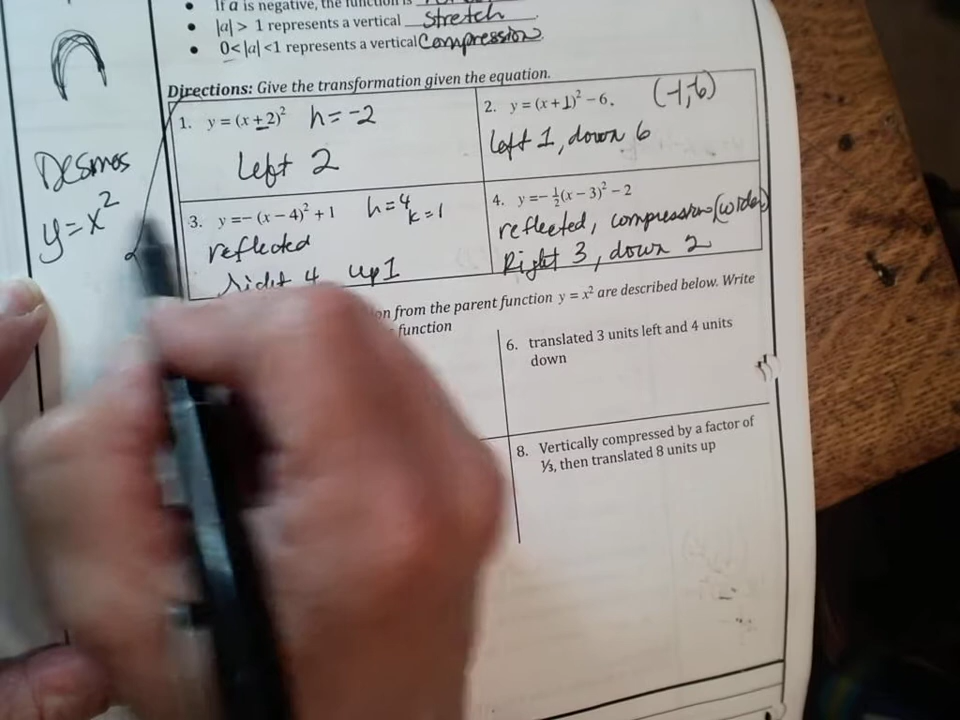 If a is negative, the function is
|a| > 1 represents a vertical Stretch
0<|a|<1 represents a vertical Compression
Directions: Give the transformation given the equation.
1. y = (x + 2)² h = -2
left 2
2. y = (x + 1)² − 6. (-1,-6)
left 1, down 6
Desmos
y = x²
3. y = − (x − 4)² + 1 h = 4 k = 1
reflected
right 4 up 1
4. y = − ½(x − 3)² − 2
reflected, compression (wider)
Right 3, down 2
from the parent function y = x² are described below. Write
function
6. translated 3 units left and 4 units
down
8. Vertically compressed by a factor of
⅓, then translated 8 units up